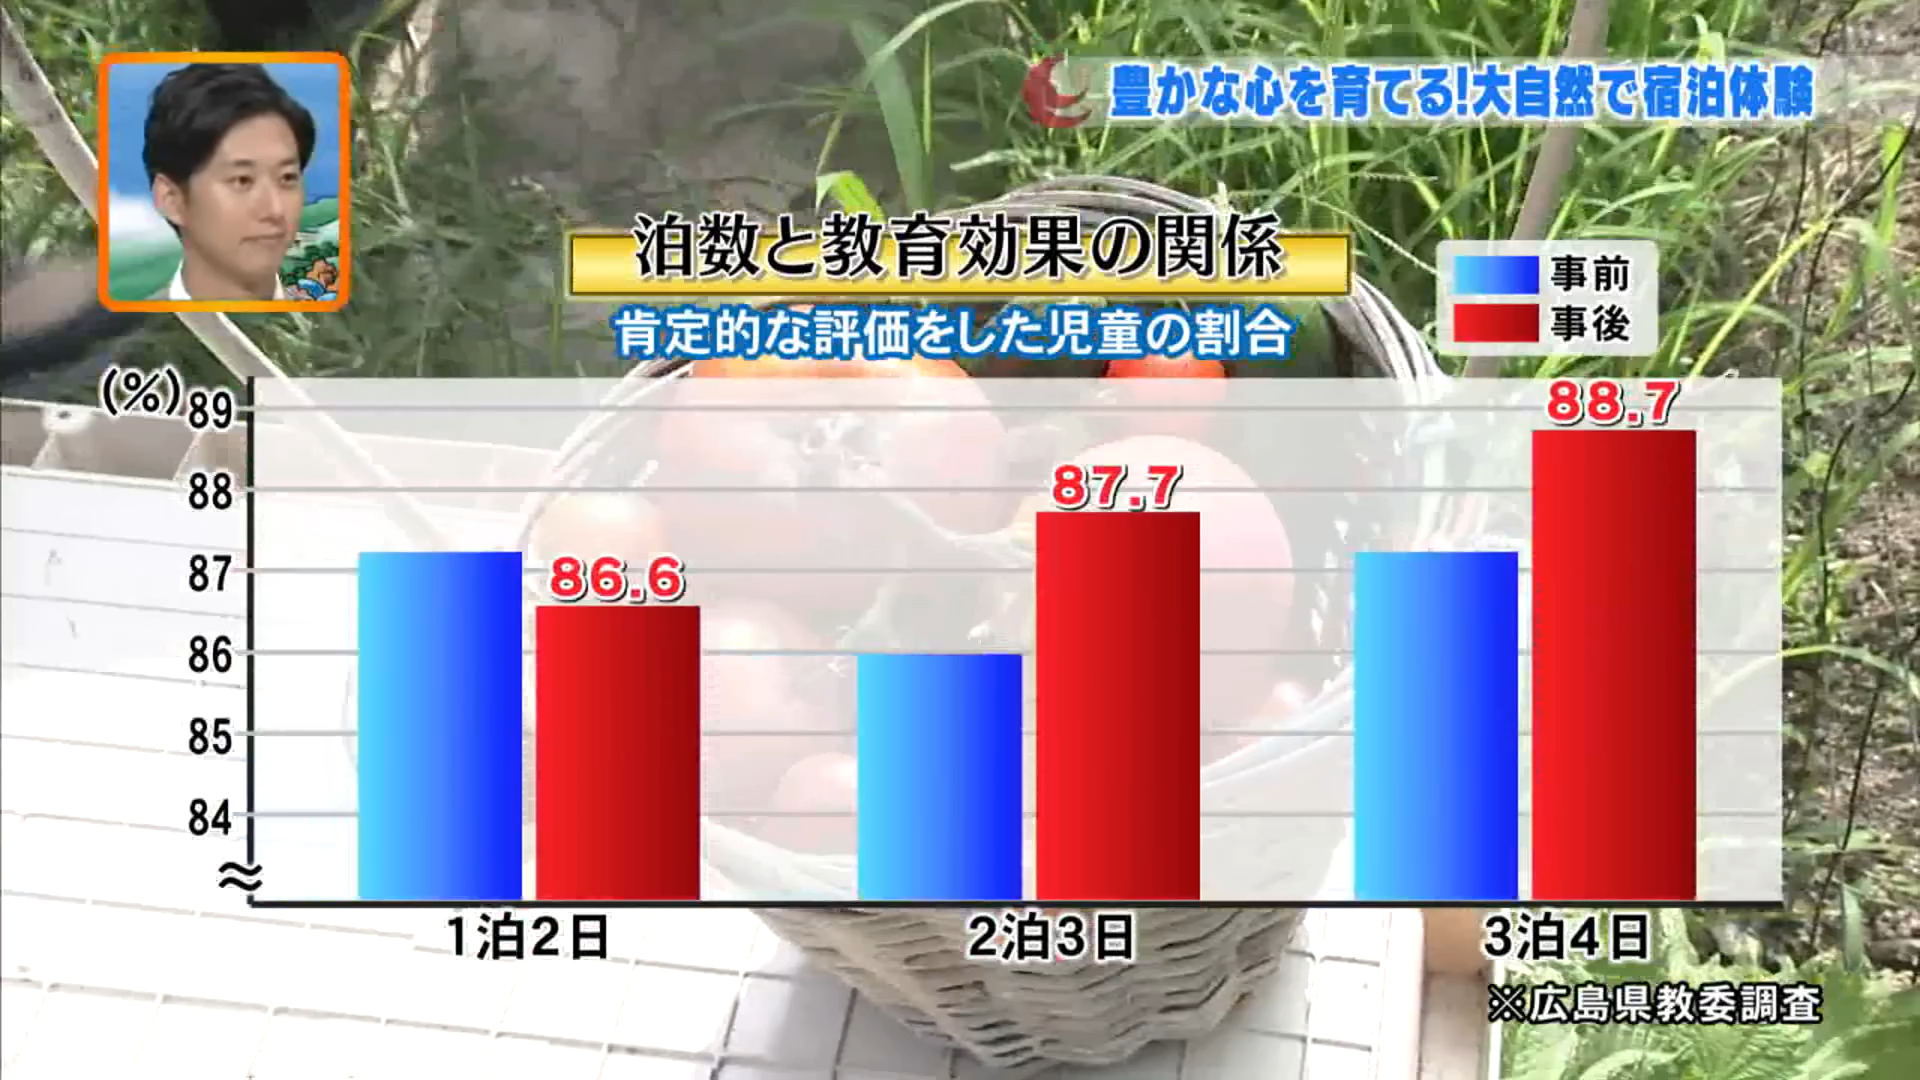 豊かな心を育てる!大自然で宿泊体験
泊数と教育効果の関係
肯定的な評価をした児童の割合
事前
事後
(%)
89
88
87
86
85
84
86.6
87.7
88.7
1泊2日
2泊3日
3泊4日
※広島県教委調査